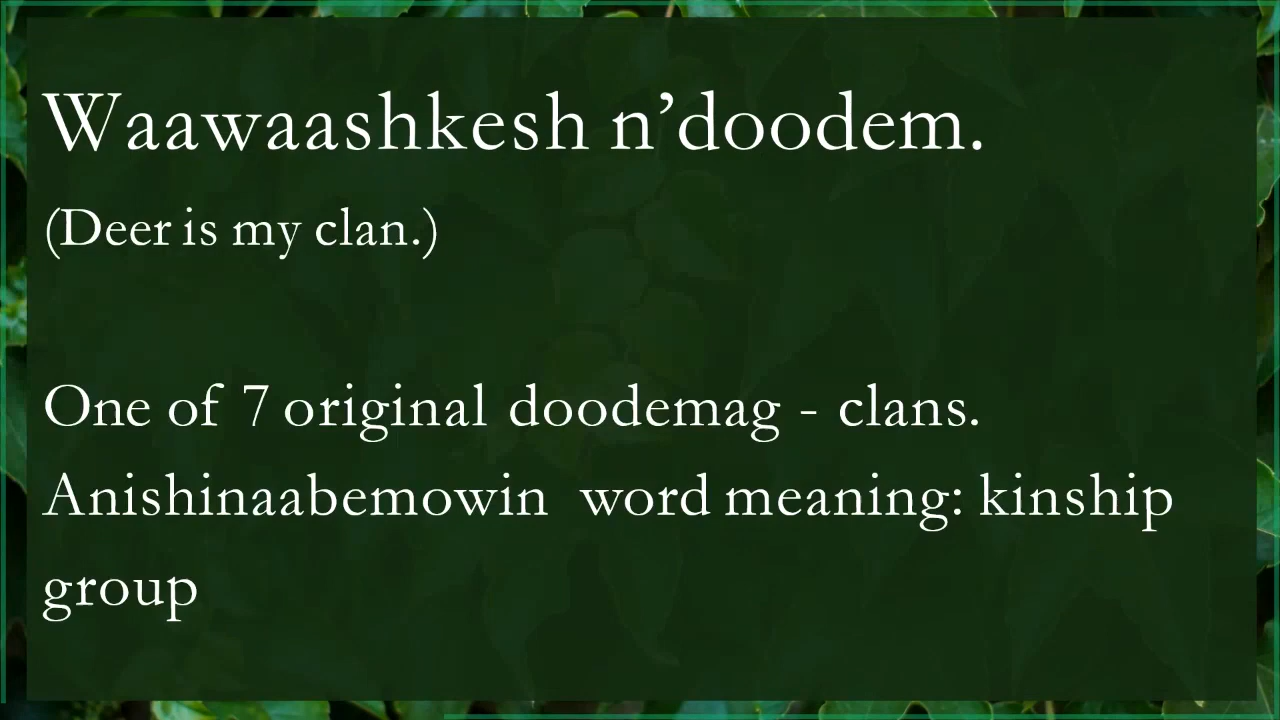 Waawaashkesh n’doodem.
(Deer is my clan.)
One of 7 original doodemag - clans.
Anishinaabemowin word meaning: kinship
group